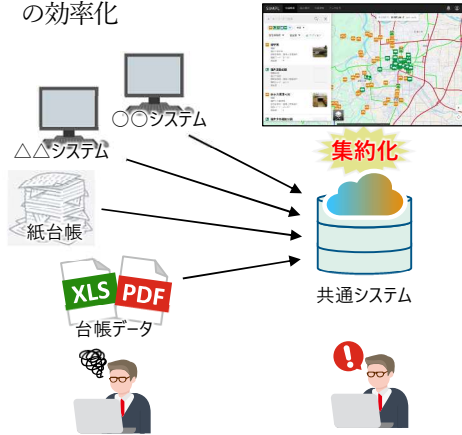 の効率化
○○システム
△△システム
集約化
紙台帳
XLS PDF
共通システム
台帳データ